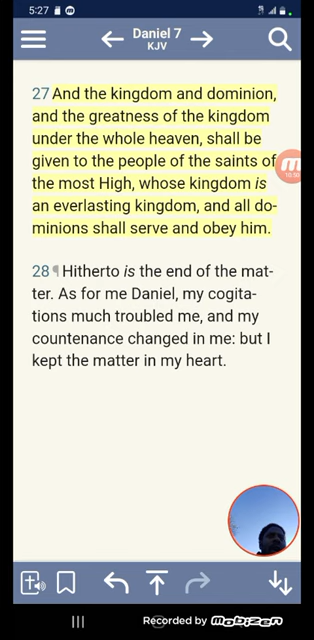 5:27
Daniel 7
KJV
27 And the kingdom and dominion,
and the greatness of the kingdom
under the whole heaven, shall be
given to the people of the saints of
the most High, whose kingdom is
an everlasting kingdom, and all do-
minions shall serve and obey him.
28 ¶ Hitherto is the end of the mat-
ter. As for me Daniel, my cogita-
tions much troubled me, and my
countenance changed in me: but I
kept the matter in my heart.
Recorded by mobizen